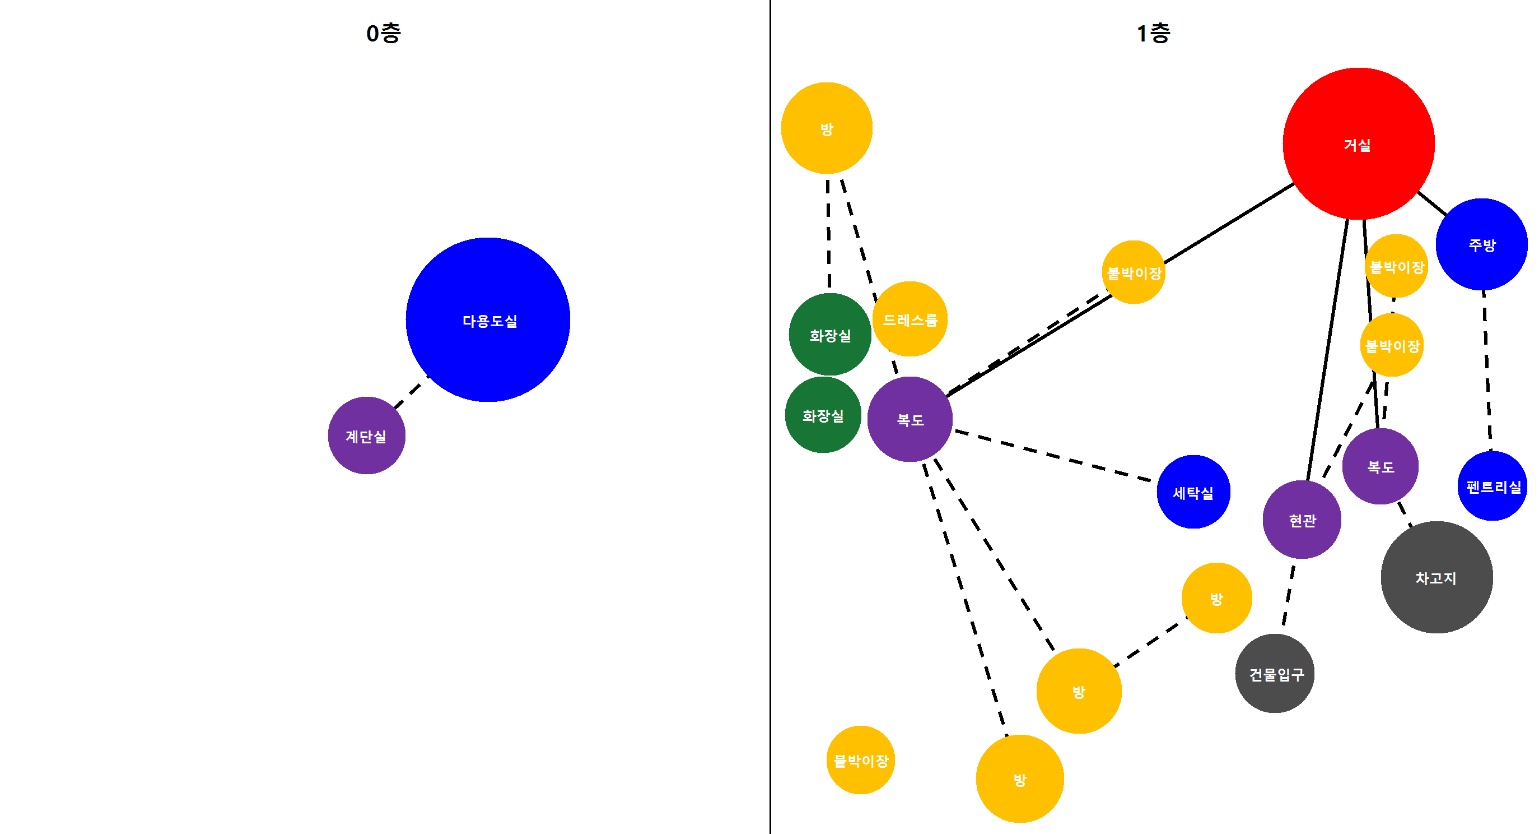 0층
다용도실
계단실
1층
방
거실
주방
붙박이장
붙박이장
드레스룸
화장실
붙박이장
화장실
복도
복도
세탁실
펜트리실
현관
차고지
방
건물입구
방
붙박이장
방